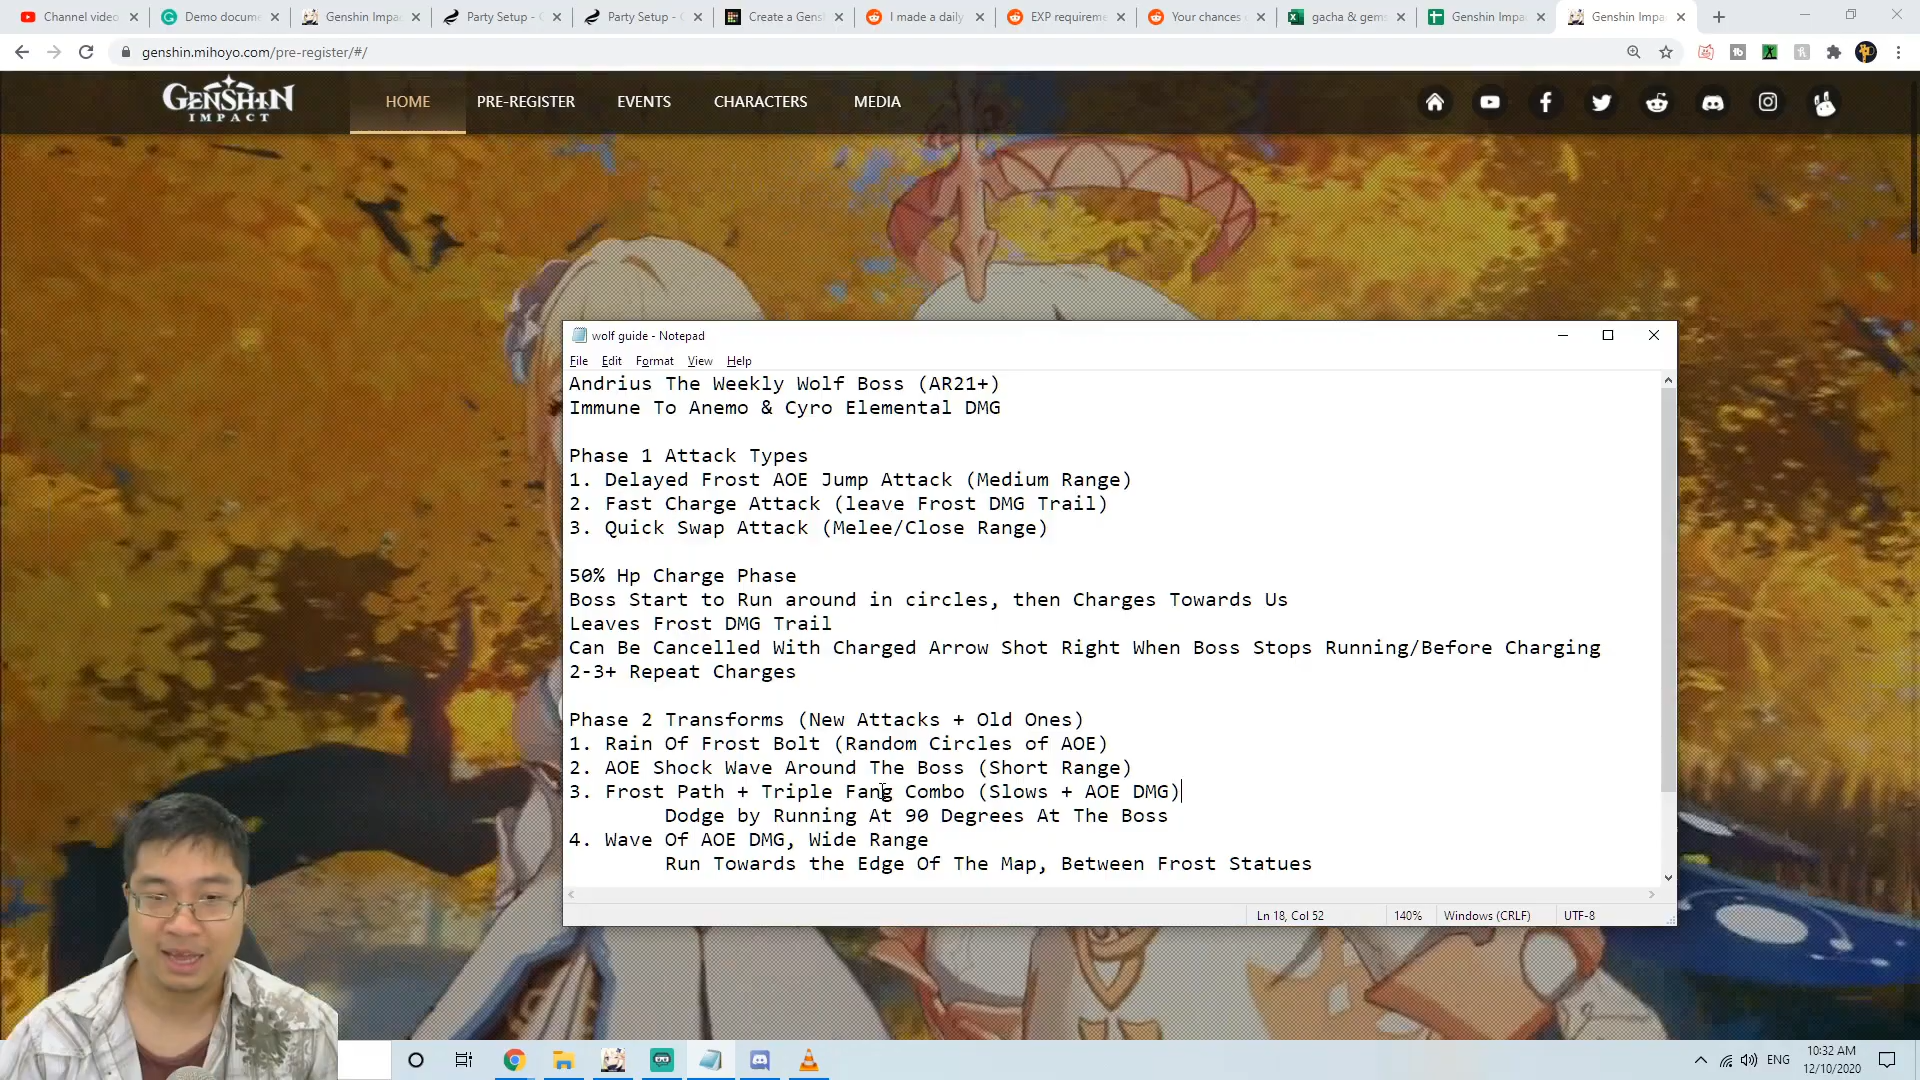 Channel video
Demo docume
Genshin Impa
Party Setup - G
Party Setup - G
Create a Gensh
I made a daily
EXP requireme
Your chances
gacha & gem
Genshin Impa
Genshin Impa
genshin.mihoyo.com/pre-register/#/
GENSHIN
IMPACT
HOME
PRE-REGISTER
EVENTS
CHARACTERS
MEDIA
wolf guide - Notepad
File Edit Format View Help
Andrius The Weekly Wolf Boss (AR21+)
Immune To Anemo & Cyro Elemental DMG
Phase 1 Attack Types
1. Delayed Frost AOE Jump Attack (Medium Range)
2. Fast Charge Attack (leave Frost DMG Trail)
3. Quick Swap Attack (Melee/Close Range)
50% Hp Charge Phase
Boss Start to Run around in circles, then Charges Towards Us
Leaves Frost DMG Trail
Can Be Cancelled With Charged Arrow Shot Right When Boss Stops Running/Before Charging
2-3+ Repeat Charges
Phase 2 Transforms (New Attacks + Old Ones)
1. Rain Of Frost Bolt (Random Circles of AOE)
2. AOE Shock Wave Around The Boss (Short Range)
3. Frost Path + Triple Fang Combo (Slows + AOE DMG)
Dodge by Running At 90 Degrees At The Boss
4. Wave Of AOE DMG, Wide Range
Run Towards the Edge Of The Map, Between Frost Statues
Ln 18, Col 52
140%
Windows (CRLF)
UTF-8
ENG
10:32 AM
12/10/2020